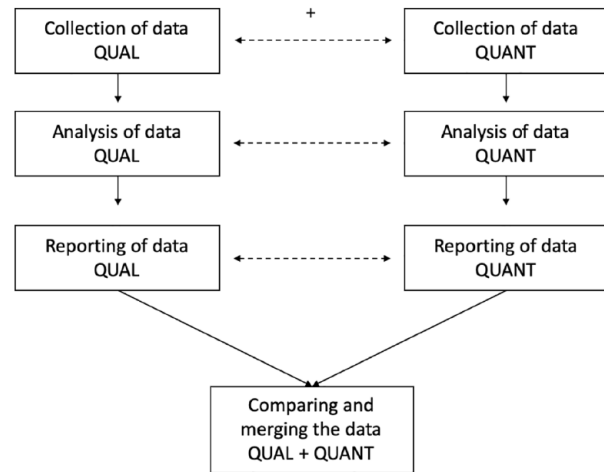 +
Collection of data
QUAL
Collection of data
QUANT
Analysis of data
QUAL
Analysis of data
QUANT
Reporting of data
QUAL
Reporting of data
QUANT
Comparing and
merging the data
QUAL + QUANT